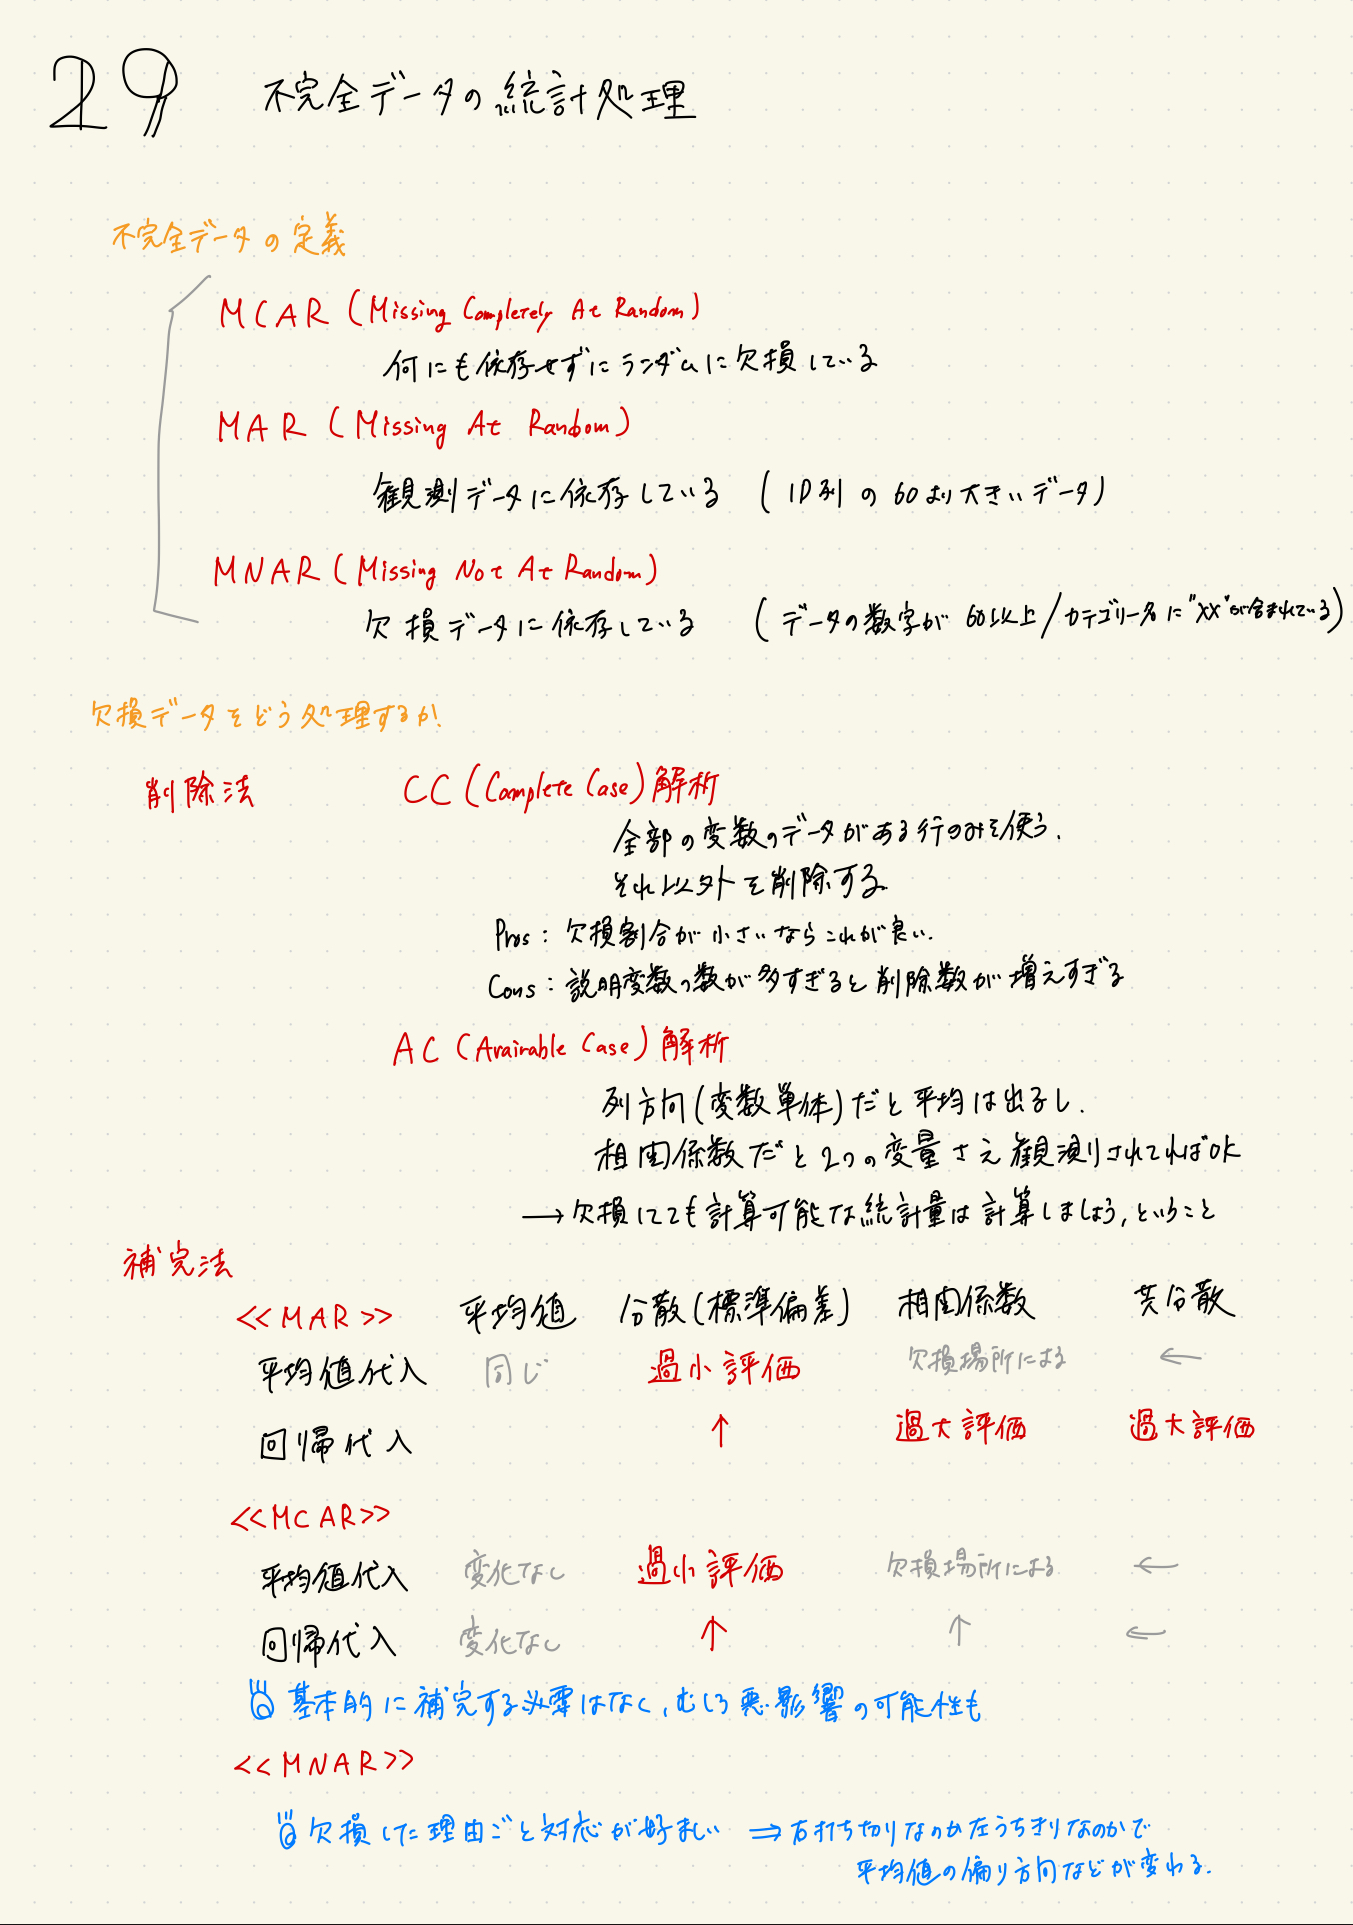 29 不完全データの統計処理
不完全データの定義
MCAR (Missing Completely At Random)
何にも依存せずにランダムに欠損している
MAR (Missing At Random)
観測データに依存している (ID列の60より大きいデータ)
MNAR (Missing Not At Random)
欠損データに依存している (データの数字が60以上/カテゴリー名に"XX"が含まれている)
欠損データをどう処理するか.
削除法 CC (Complete Case) 解析
全部の変数のデータがある行のみを使う.
それ以外を削除する.
Pros: 欠損割合が小さいならこれが良い.
Cons: 説明変数の数が多すぎると削除数が増えすぎる
AC (Avairable Case) 解析
列方向(変数単体)だと平均は出るし.
相関係数だと2つの変量さえ観測されてればOK
→欠損してても計算可能な統計量は計算しましょう,ということ
補完法
<<MAR>> 平均値 分散(標準偏差) 相関係数 共分散
平均値代入 同じ 過小評価 欠損場所による ←
回帰代入 ↑ 過大評価 過大評価
<<MCAR>>
平均値代入 変化なし 過小評価 欠損場所による ←
回帰代入 変化なし ↑ ↑ ←
基本的に補完する必要はなく,むしろ悪影響の可能性も
<<MNAR>>
欠損した理由ごと対応が好ましい ⇒ 右打ち切りなのか左うちきりなのかで
平均値の偏り方向などが変わる.